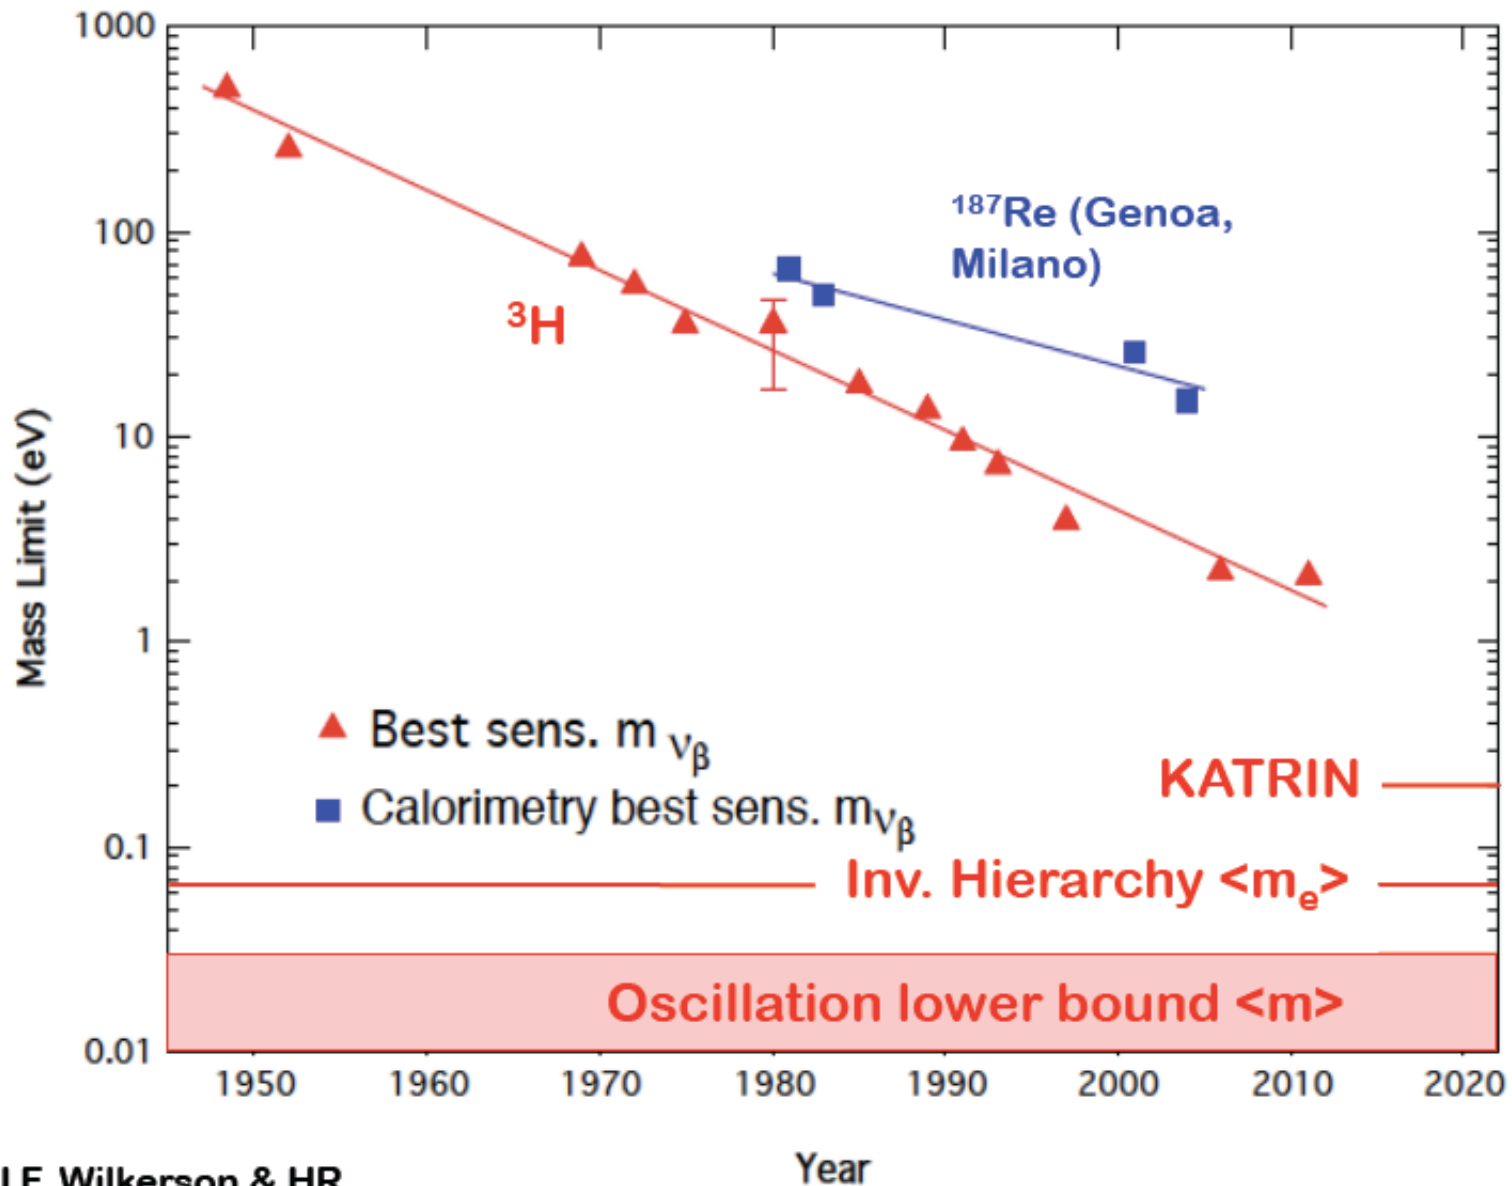 1000
100
10
1
0.1
0.01
Mass Limit (eV)
¹⁸⁷Re (Genoa,
Milano)
³H
Best sens. m νβ
Calorimetry best sens. mνβ
KATRIN
Inv. Hierarchy <mₑ>
Oscillation lower bound <m>
1950 1960 1970 1980 1990 2000 2010 2020
Year
Wilkerson & HR